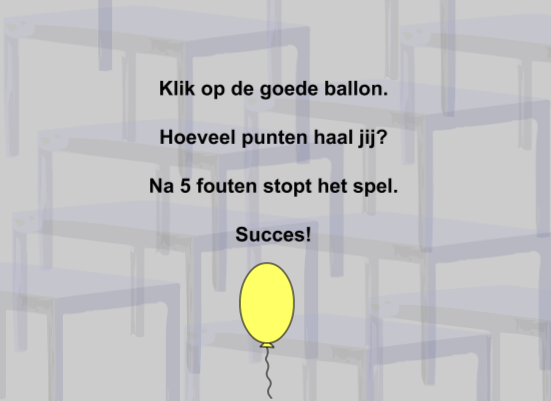 Klik op de goede ballon.
Hoeveel punten haal jij?
Na 5 fouten stopt het spel.
Succes!